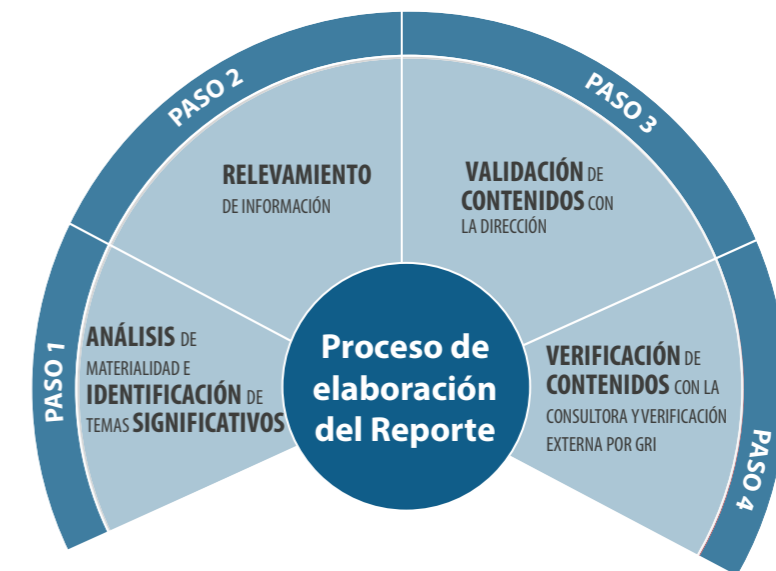 PASO 1
ANÁLISIS DE
MATERIALIDAD E
IDENTIFICACIÓN DE
TEMAS SIGNIFICATIVOS
PASO 2
RELEVAMIENTO
DE INFORMACIÓN
PASO 3
VALIDACIÓN DE
CONTENIDOS CON
LA DIRECCIÓN
PASO 4
VERIFICACIÓN DE
CONTENIDOS CON LA
CONSULTORA Y VERIFICACIÓN
EXTERNA POR GRI
Proceso de
elaboración
del Reporte